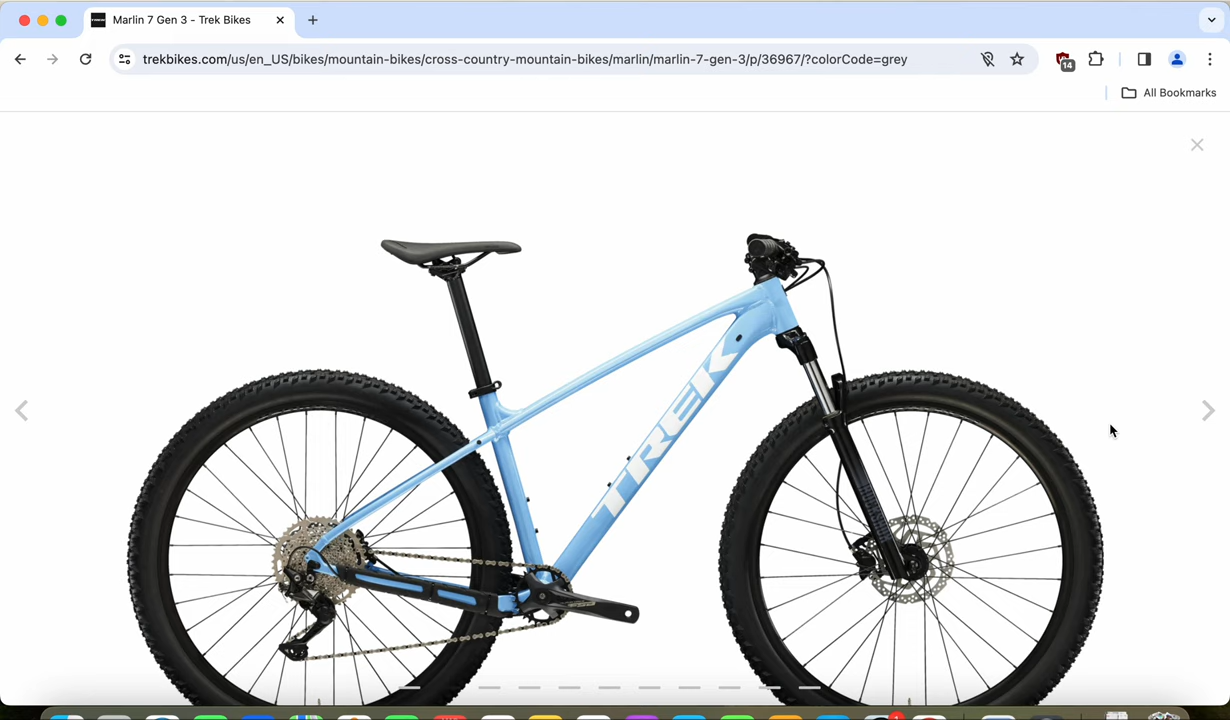 Marlin 7 Gen 3 - Trek Bikes
trekbikes.com/us/en_US/bikes/mountain-bikes/cross-country-mountain-bikes/marlin/marlin-7-gen-3/p/36967/?colorCode=grey
14
All Bookmarks
TREK